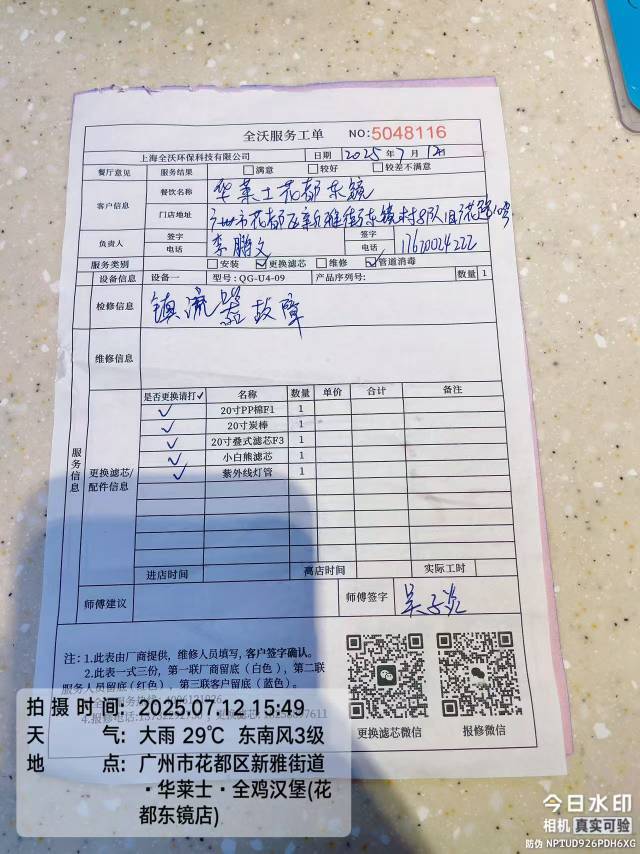 全沃服务工单 NO:5048116
上海全沃环保科技有限公司 日期 2025年7月12日
餐厅意见 服务结果 □满意 □较好 □较差不满意
客户信息 餐饮名称 华莱士花都东镜
门店地址 广州市花都区新雅街东镜村8队
负责人 签字 李鹏文 签字
电话 电话 17620024222
服务类别 □安装 ☑更换滤芯 □维修 ☑管道消毒
设备信息 设备一 型号:QG-U4-09 产品序列号: 数量 1
检修信息 镇流器故障
维修信息
服务信息
更换滤芯/配件信息
是否更换请打✓ 名称 数量 单价 合计 备注
✓ 20寸PP棉F1 1
✓ 20寸炭棒 1
✓ 20寸叠式滤芯F3 1
✓ 小白熊滤芯 1
✓ 紫外线灯管 1
进店时间 离店时间 实际工时
师傅建议 师傅签字
注:1.此表由厂商提供,维修人员填写,客户签字确认。
2.此表一式三份,第一联厂商留底(白色),第二联
服务人员留底(红色),第三联客户留底(蓝色)。
更换滤芯微信 报修微信
拍摄时间: 2025.07.12 15:49
天气: 大雨 29℃ 东南风3级
地点: 广州市花都区新雅街道
·华莱士·全鸡汉堡(花
都东镜店)
今日水印
相机 真实可验
防伪 NPTUD926PDH6XG